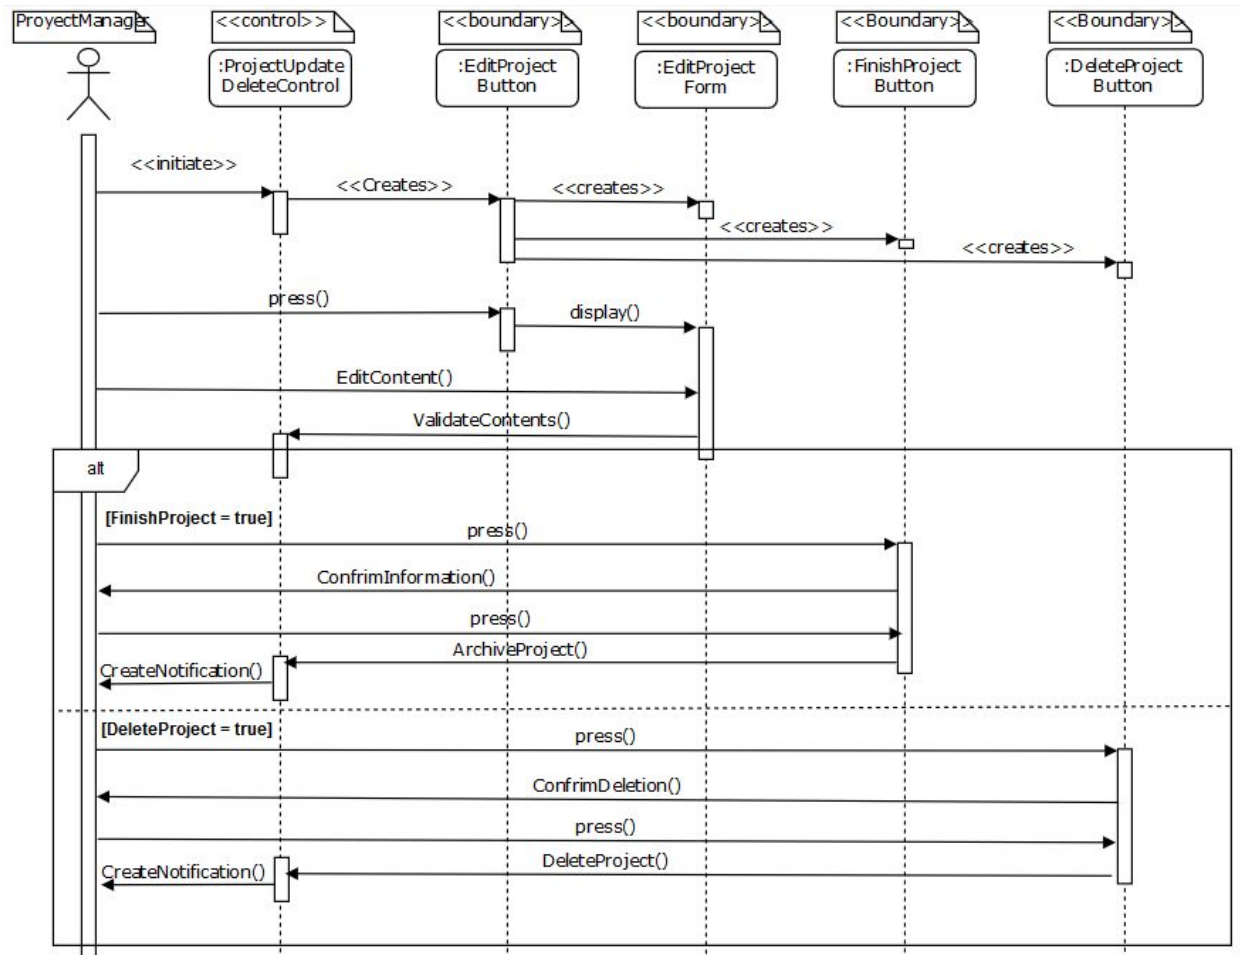 ProyectManager
<<control>>
<<boundary>>
<<boundary>>
<<Boundary>>
<<Boundary>>
:ProjectUpdate
DeleteControl
:EditProject
Button
:EditProject
Form
:FinishProject
Button
:DeleteProject
Button
<<initiate>>
<<Creates>>
<<creates>>
<<creates>>
<<creates>>
press()
display()
EditContent()
ValidateContents()
alt
[FinishProject = true]
press()
ConfrimInformation()
press()
ArchiveProject()
CreateNotification()
[DeleteProject = true]
press()
ConfrimDeletion()
press()
DeleteProject()
CreateNotification()